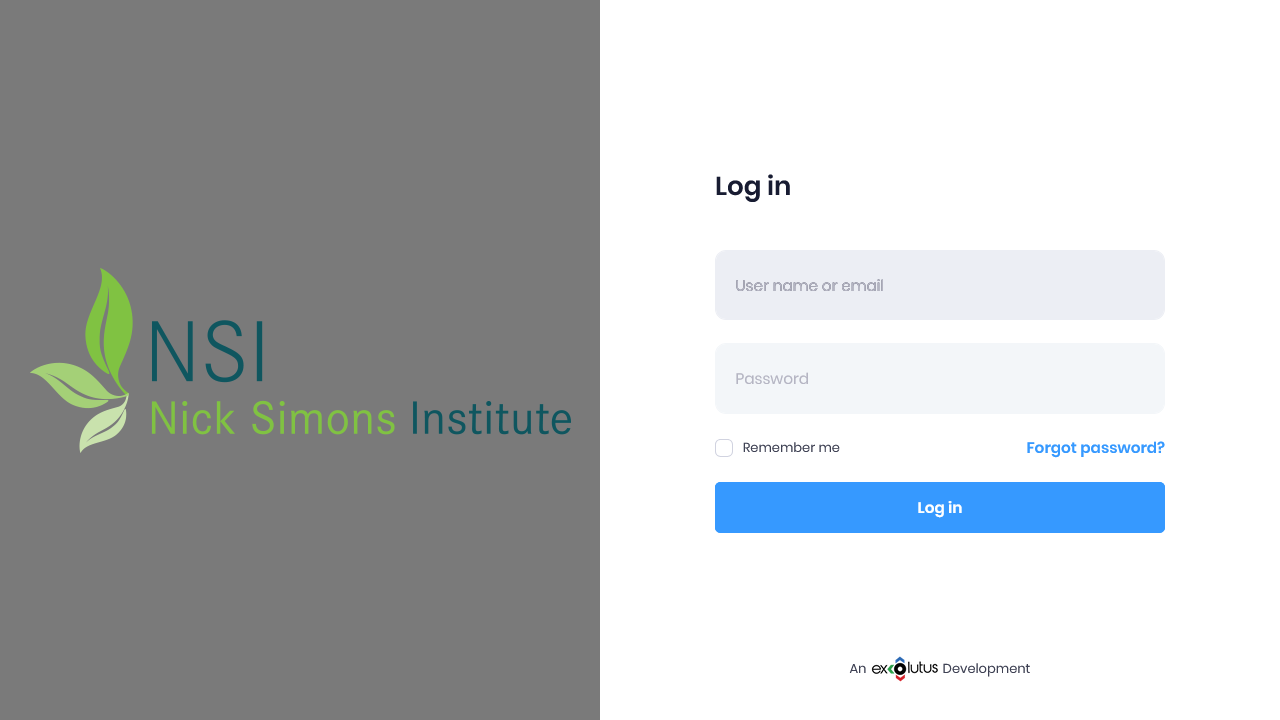 NSI
Nick Simons Institute
Log in
User name or email
Password
Remember me
Forgot password?
Log in
An exolutus Development